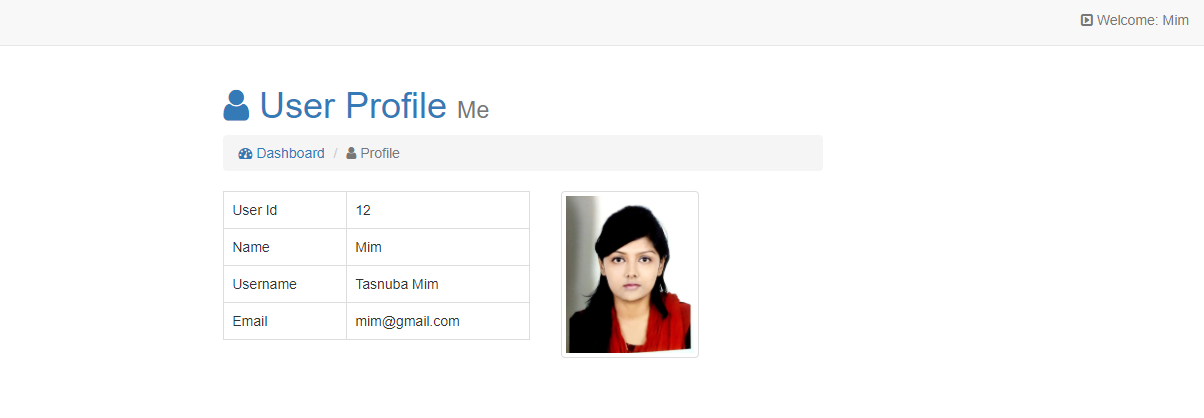 Welcome: Mim
User Profile Me
Dashboard / Profile
User Id 12
Name Mim
Username Tasnuba Mim
Email mim@gmail.com